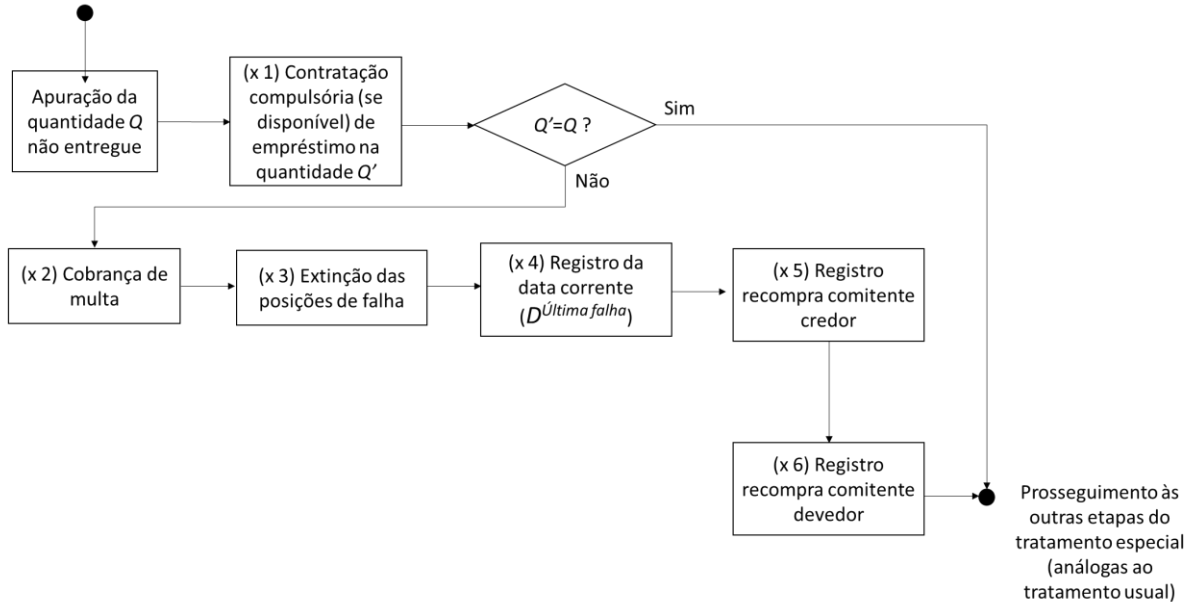 Apuração da
quantidade Q
não entregue
(x 1) Contratação
compulsória (se
disponível) de
empréstimo na
quantidade Q’
Q’=Q ?
Sim
Não
(x 2) Cobrança de
multa
(x 3) Extinção das
posições de falha
(x 4) Registro da
data corrente
(D^Última falha)
(x 5) Registro
recompra comitente
credor
(x 6) Registro
recompra comitente
devedor
Prosseguimento às
outras etapas do
tratamento especial
(análogas ao
tratamento usual)